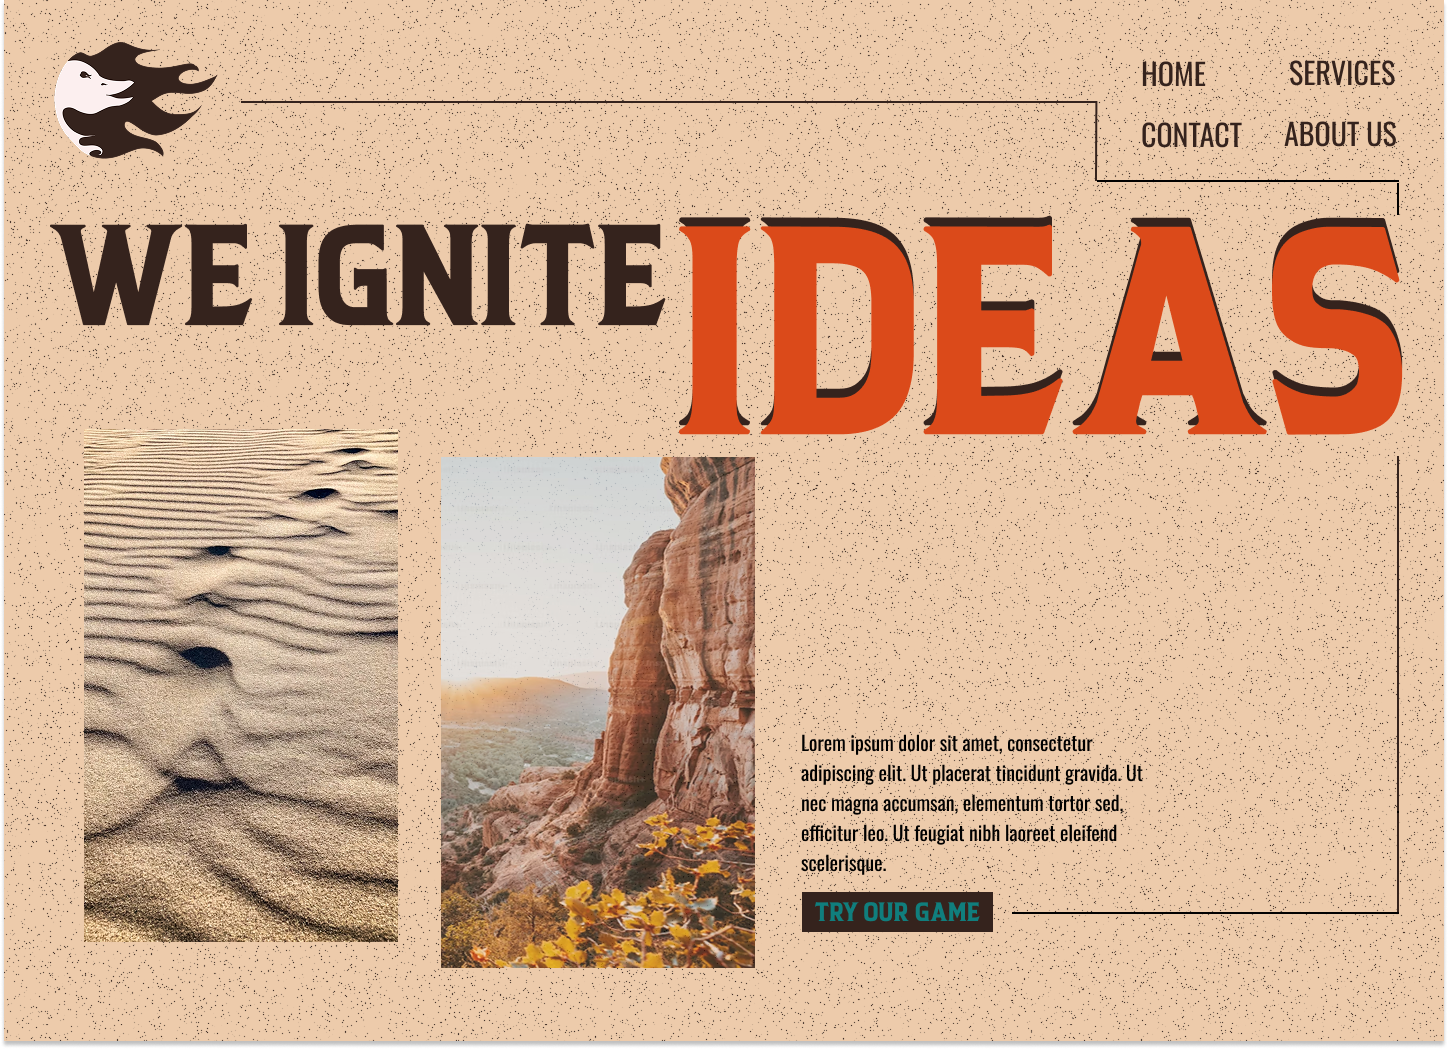 HOME SERVICES
CONTACT ABOUT US
WE IGNITE IDEAS
Lorem ipsum dolor sit amet, consectetur
adipiscing elit. Ut placerat tincidunt gravida. Ut
nec magna accumsan, elementum tortor sed,
efficitur leo. Ut feugiat nibh laoreet eleifend
scelerisque.
TRY OUR GAME